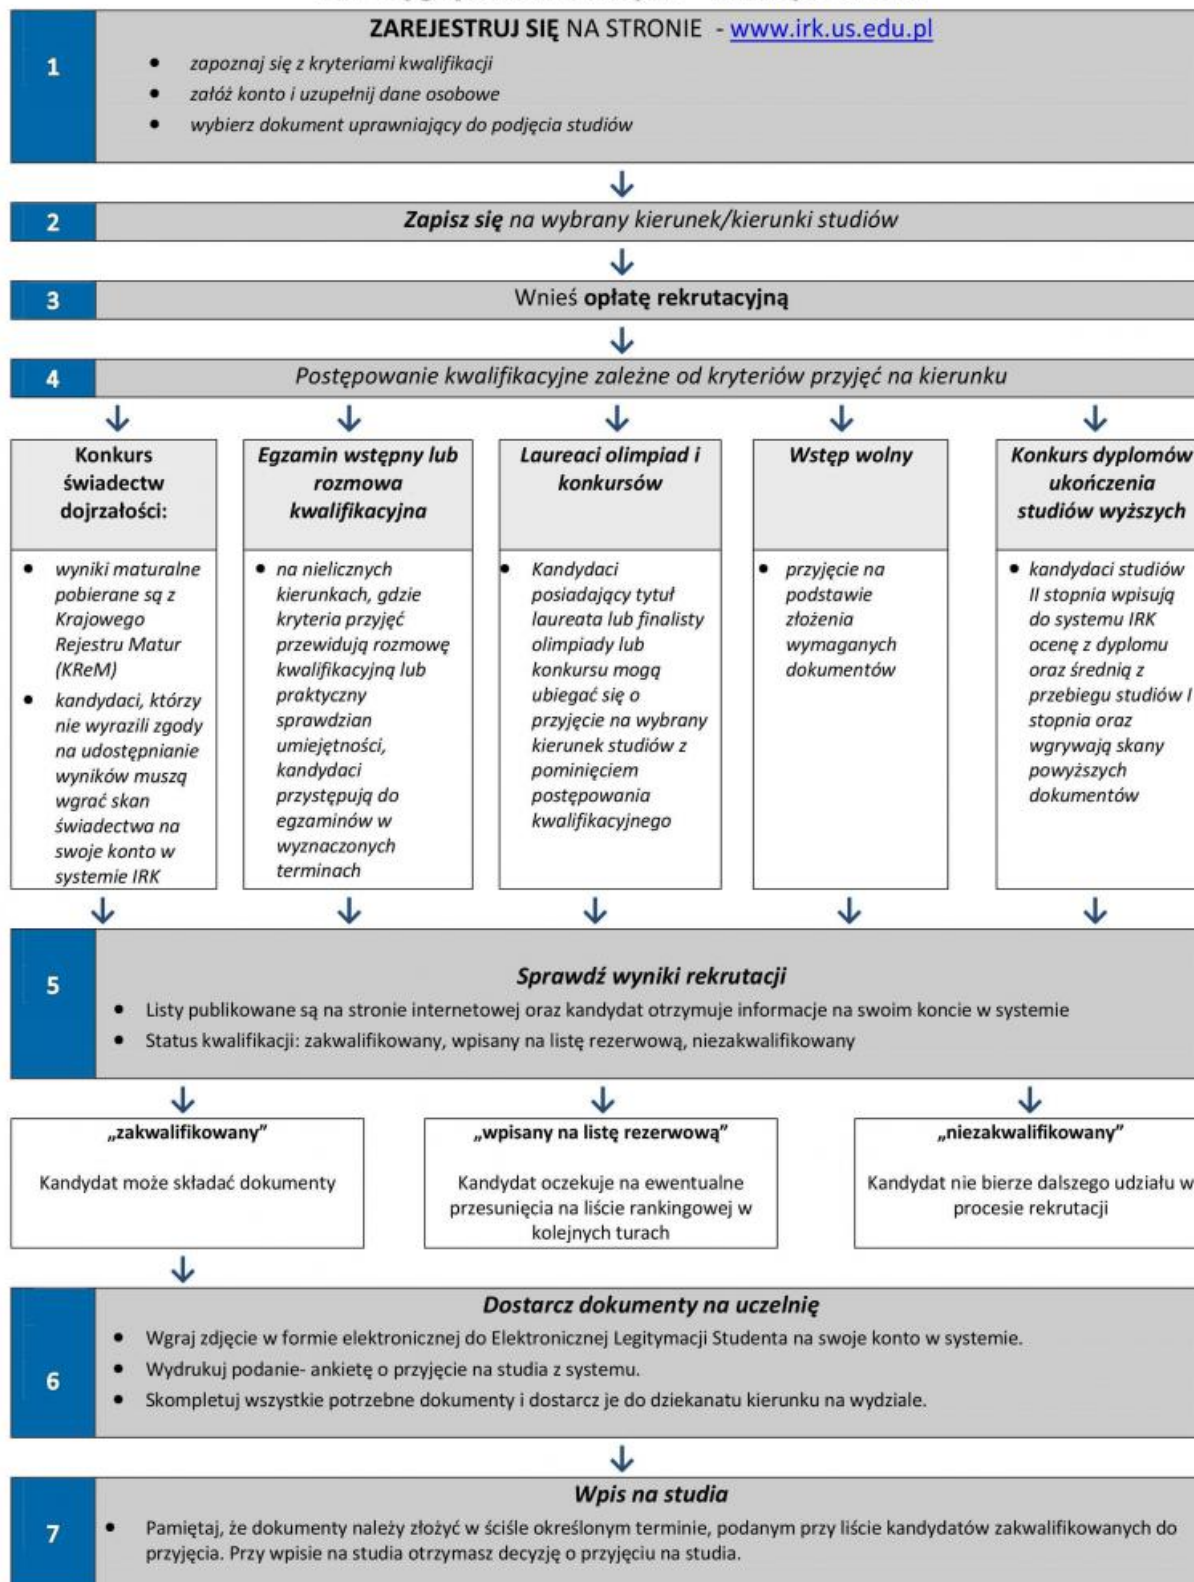 ZAREJESTRUJ SIĘ NA STRONIE - www.irk.us.edu.pl
1
• zapoznaj się z kryteriami kwalifikacji
• załóż konto i uzupełnij dane osobowe
• wybierz dokument uprawniający do podjęcia studiów
2
Zapisz się na wybrany kierunek/kierunki studiów
3
Wnieś opłatę rekrutacyjną
4
Postępowanie kwalifikacyjne zależne od kryteriów przyjęć na kierunku
Konkurs
świadectw
dojrzałości:
• wyniki maturalne
pobierane są z
Krajowego
Rejestru Matur
(KReM)
• kandydaci, którzy
nie wyrazili zgody
na udostępnianie
wyników muszą
wgrać skan
świadectwa na
swoje konto w
systemie IRK
Egzamin wstępny lub
rozmowa
kwalifikacyjna
• na nielicznych
kierunkach, gdzie
kryteria przyjęć
przewidują rozmowę
kwalifikacyjną lub
praktyczny
sprawdzian
umiejętności,
kandydaci
przystępują do
egzaminów w
wyznaczonych
terminach
Laureaci olimpiad i
konkursów
• Kandydaci
posiadający tytuł
laureata lub finalisty
olimpiady lub
konkursu mogą
ubiegać się o
przyjęcie na wybrany
kierunek studiów z
pominięciem
postępowania
kwalifikacyjnego
Wstęp wolny
• przyjęcie na
podstawie
złożenia
wymaganych
dokumentów
Konkurs dyplomów
ukończenia
studiów wyższych
• kandydaci studiów
II stopnia wpisują
do systemu IRK
ocenę z dyplomu
oraz średnią z
przebiegu studiów I
stopnia oraz
wgrywają skany
powyższych
dokumentów
5
Sprawdź wyniki rekrutacji
• Listy publikowane są na stronie internetowej oraz kandydat otrzymuje informacje na swoim koncie w systemie
• Status kwalifikacji: zakwalifikowany, wpisany na listę rezerwową, niezakwalifikowany
„zakwalifikowany”
Kandydat może składać dokumenty
„wpisany na listę rezerwową”
Kandydat oczekuje na ewentualne
przesunięcia na liście rankingowej w
kolejnych turach
„niezakwalifikowany”
Kandydat nie bierze dalszego udziału w
procesie rekrutacji
6
Dostarcz dokumenty na uczelnię
• Wgraj zdjęcie w formie elektronicznej do Elektronicznej Legitymacji Studenta na swoje konto w systemie.
• Wydrukuj podanie- ankietę o przyjęcie na studia z systemu.
• Skompletuj wszystkie potrzebne dokumenty i dostarcz je do dziekanatu kierunku na wydziale.
7
Wpis na studia
• Pamiętaj, że dokumenty należy złożyć w ściśle określonym terminie, podanym przy liście kandydatów zakwalifikowanych do
przyjęcia. Przy wpisie na studia otrzymasz decyzję o przyjęciu na studia.